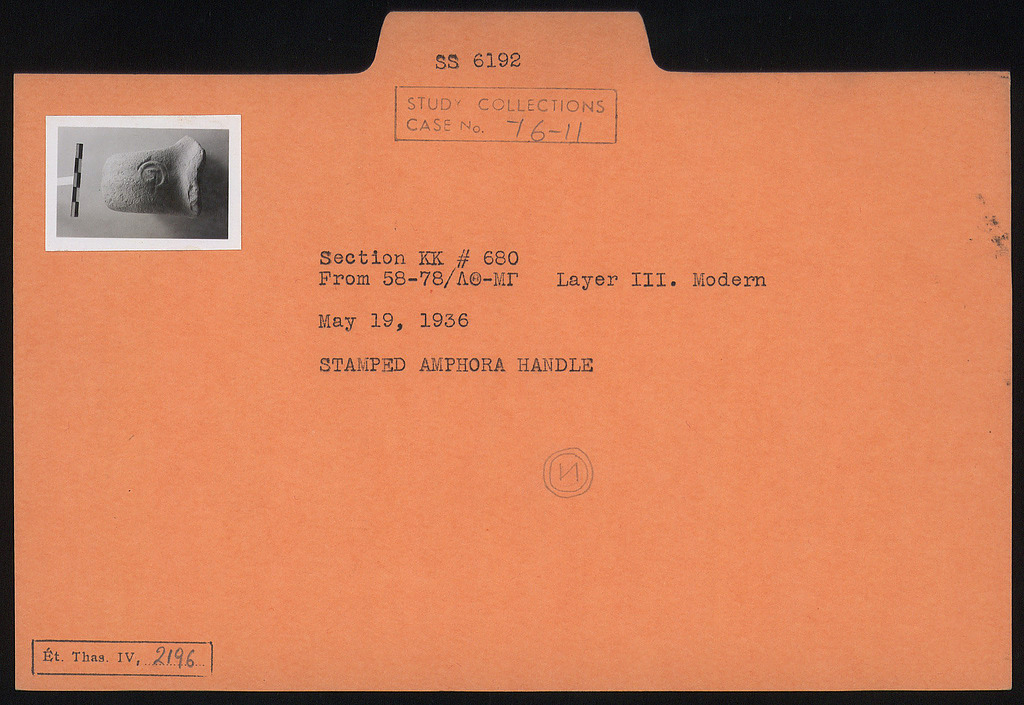 SS 6192
STUDY COLLECTIONS
CASE No. 76-11
Section KK # 680
From 58-78/ΛΘ-ΜΓ Layer III. Modern
May 19, 1936
STAMPED AMPHORA HANDLE
И
Ét. Thas. IV, 2196